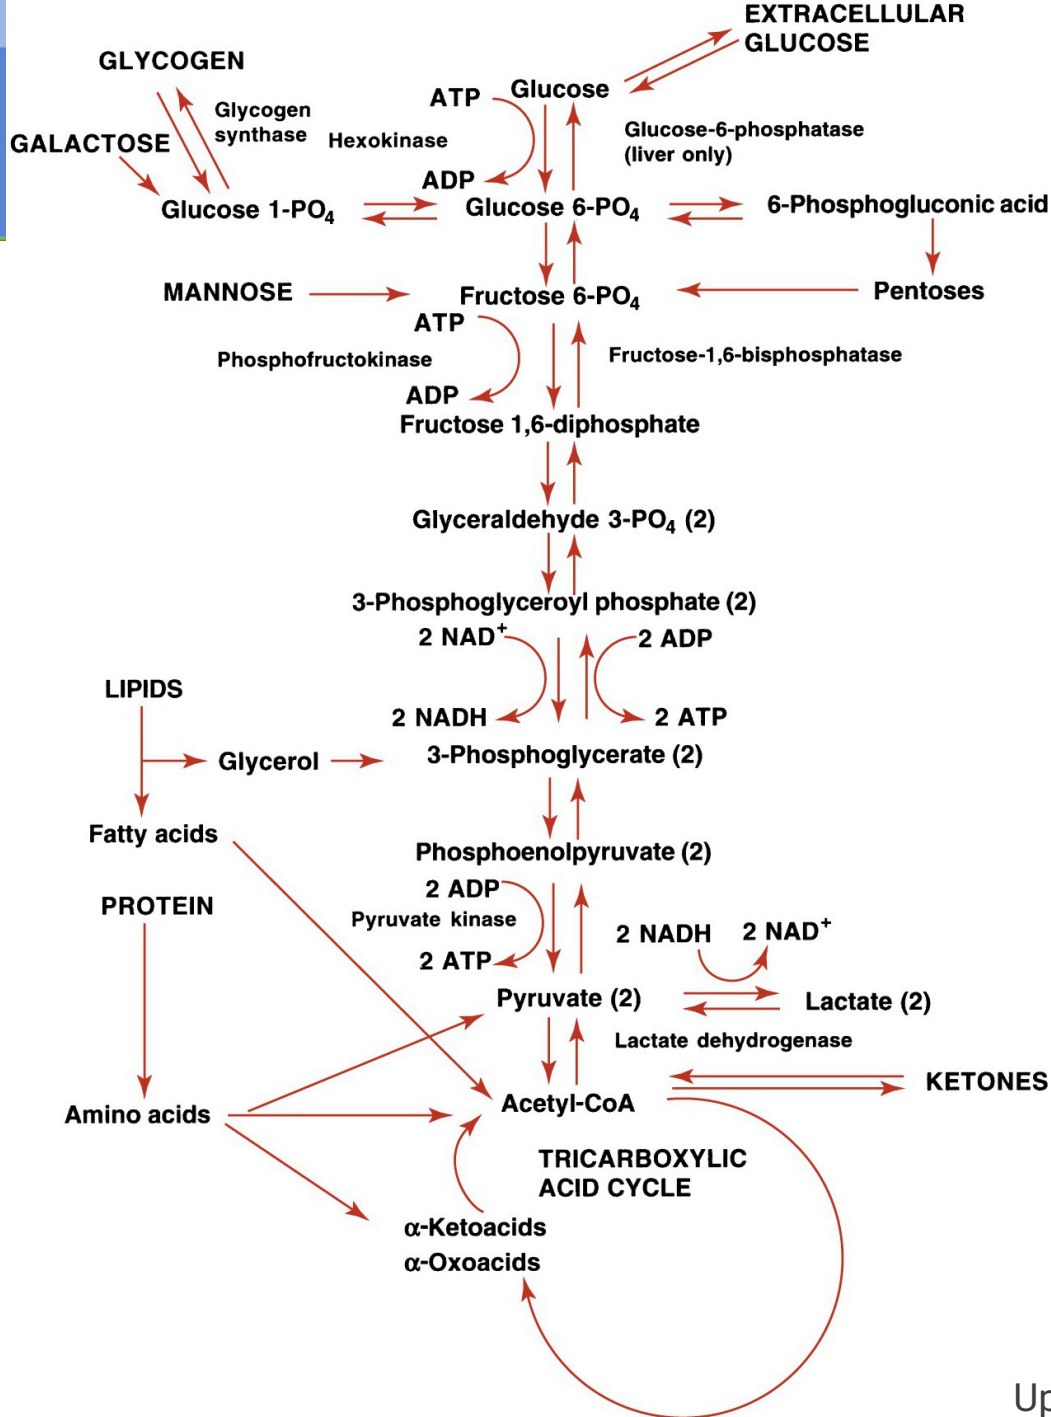 EXTRACELLULAR
GLUCOSE
GLYCOGEN
Glucose
ATP
Glycogen
synthase
Hexokinase
Glucose-6-phosphatase
(liver only)
GALACTOSE
ADP
Glucose 1-PO₄
Glucose 6-PO₄
6-Phosphogluconic acid
MANNOSE
Fructose 6-PO₄
Pentoses
ATP
Phosphofructokinase
Fructose-1,6-bisphosphatase
ADP
Fructose 1,6-diphosphate
Glyceraldehyde 3-PO₄ (2)
3-Phosphoglyceroyl phosphate (2)
2 NAD⁺
2 ADP
LIPIDS
2 NADH
2 ATP
Glycerol
3-Phosphoglycerate (2)
Fatty acids
Phosphoenolpyruvate (2)
2 ADP
PROTEIN
Pyruvate kinase
2 NADH
2 NAD⁺
2 ATP
Pyruvate (2)
Lactate (2)
Lactate dehydrogenase
KETONES
Amino acids
Acetyl-CoA
TRICARBOXYLIC
ACID CYCLE
α-Ketoacids
α-Oxoacids
Up